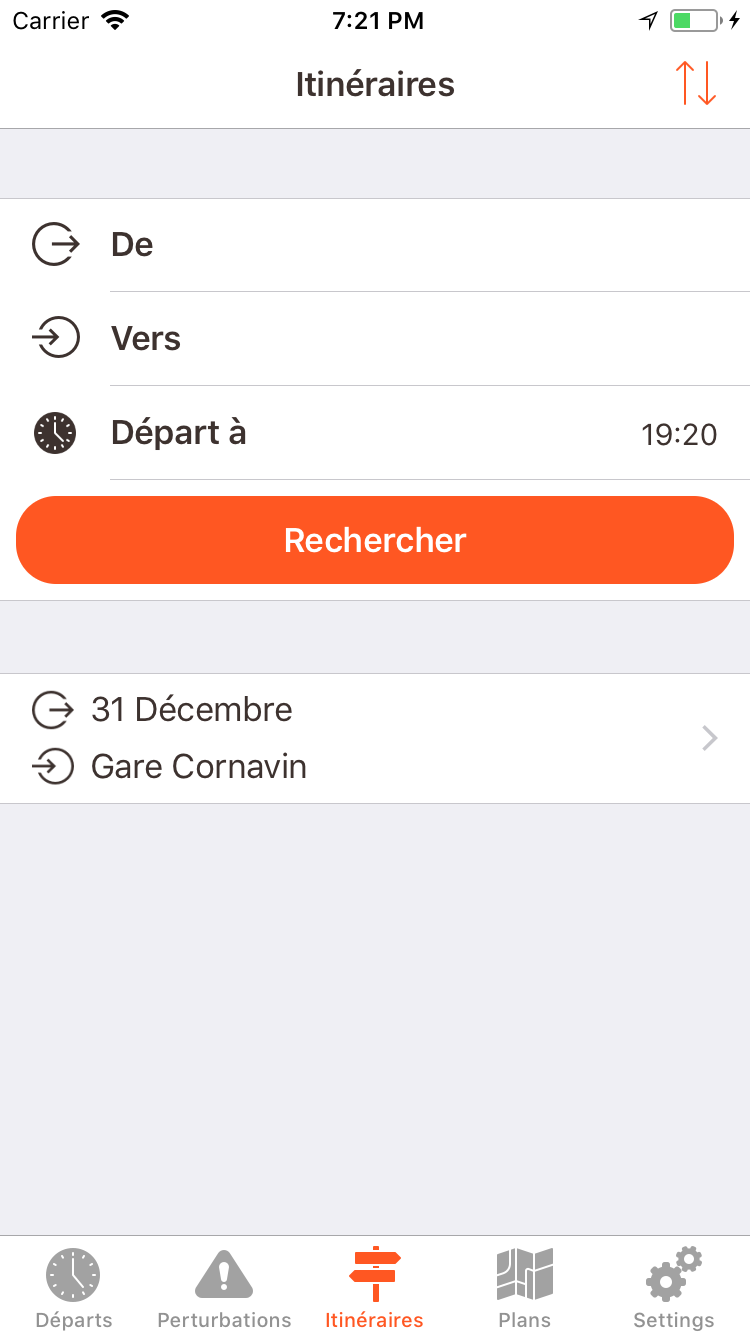 Carrier 7:21 PM
Itinéraires
De
Vers
Départ à 19:20
Rechercher
31 Décembre
Gare Cornavin
Départs Perturbations Itinéraires Plans Settings